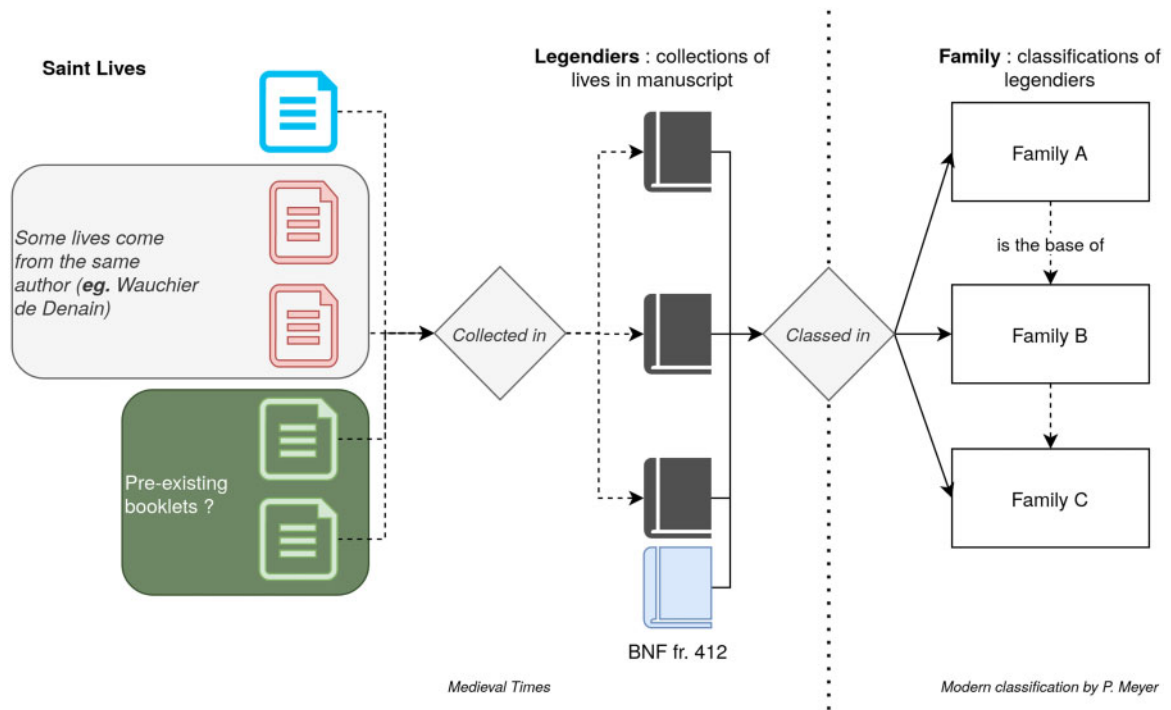 Saint Lives
Some lives come
from the same
author (eg. Wauchier
de Denain)
Pre-existing
booklets ?
Collected in
Legendiers : collections of
lives in manuscript
BNF fr. 412
Medieval Times
Classed in
Family : classifications of
legendiers
Family A
is the base of
Family B
Family C
Modern classification by P. Meyer